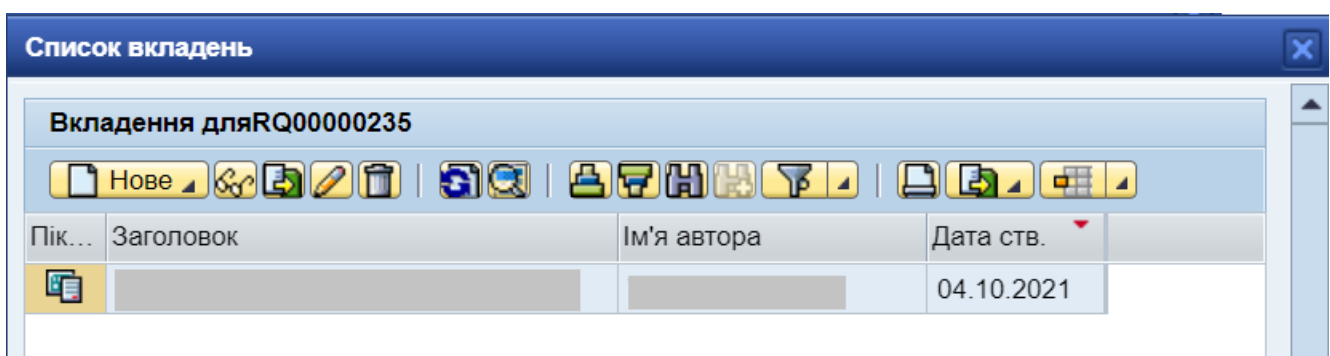 Список вкладень
Вкладення дляRQ00000235
Нове
Пік... Заголовок Ім'я автора Дата ств.
04.10.2021